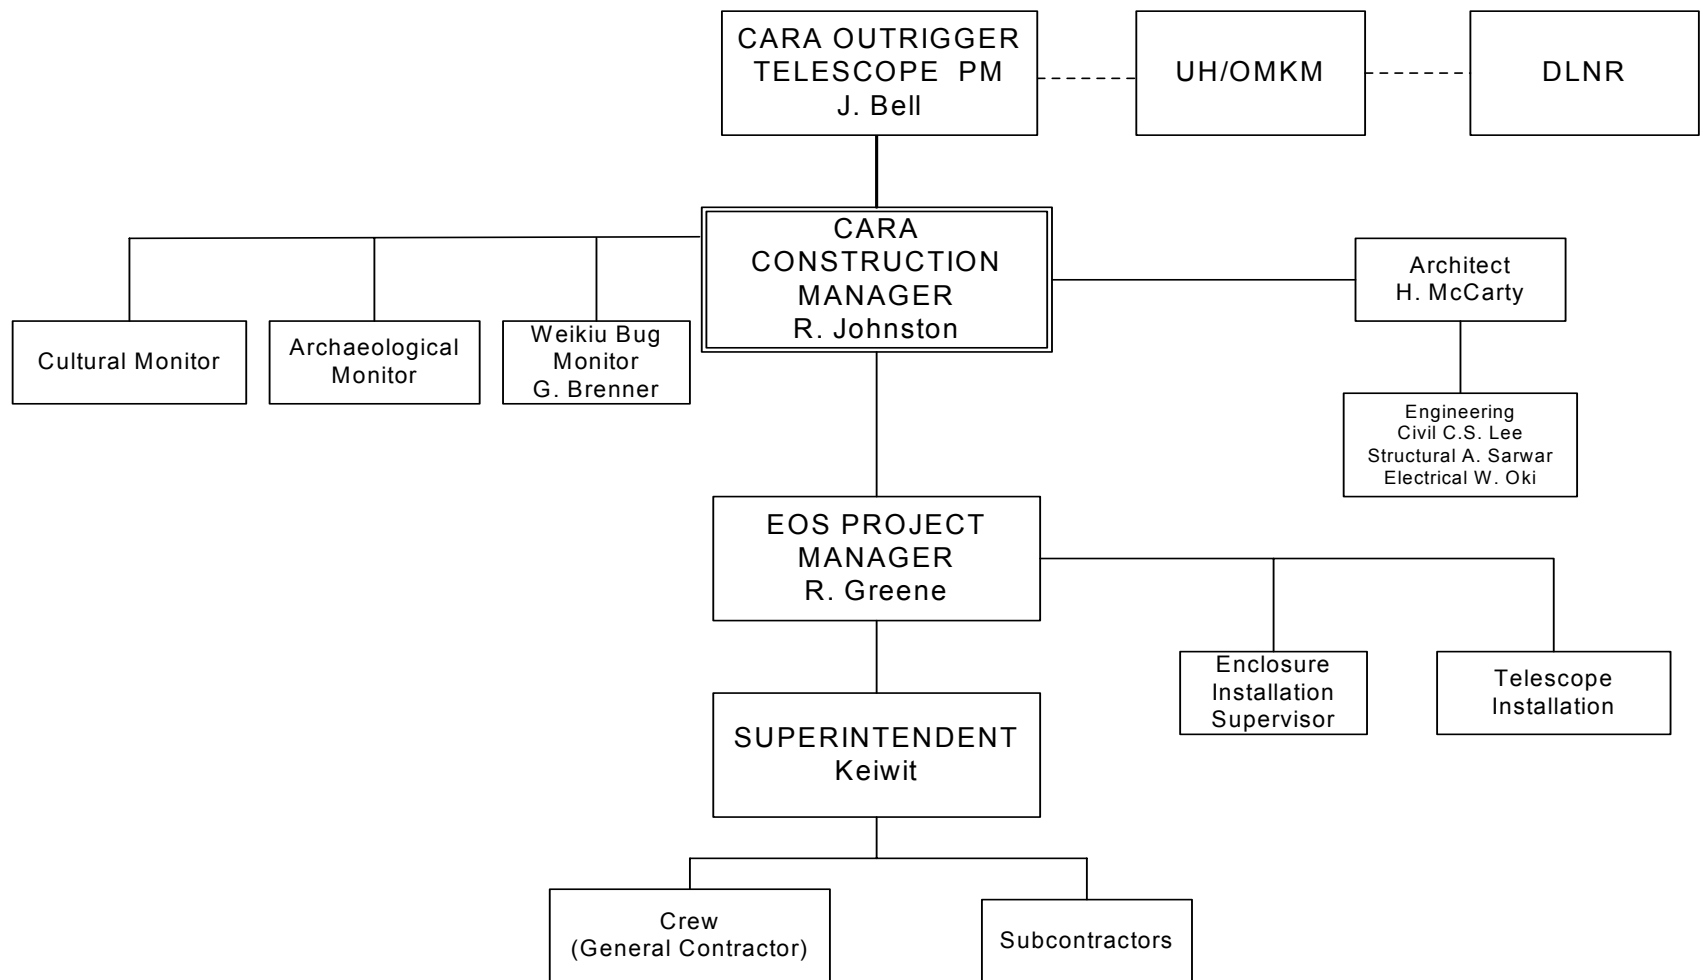 CARA OUTRIGGER
TELESCOPE PM
J. Bell
UH/OMKM
DLNR
CARA
CONSTRUCTION
MANAGER
R. Johnston
Architect
H. McCarty
Cultural Monitor
Archaeological
Monitor
Weikiu Bug
Monitor
G. Brenner
Engineering
Civil C.S. Lee
Structural A. Sarwar
Electrical W. Oki
EOS PROJECT
MANAGER
R. Greene
Enclosure
Installation
Supervisor
Telescope
Installation
SUPERINTENDENT
Keiwit
Crew
(General Contractor)
Subcontractors